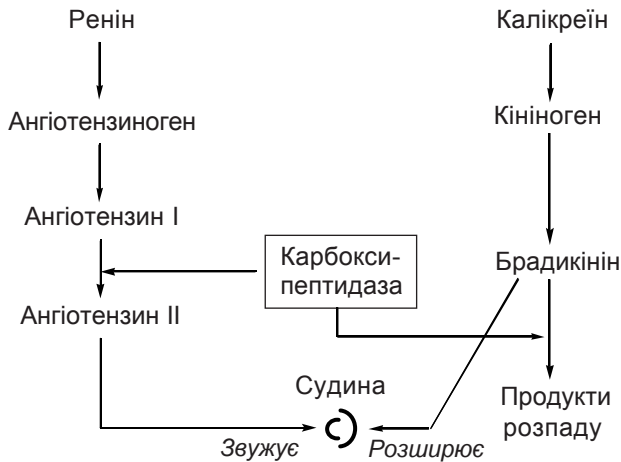 Ренін
Калікреїн
Ангіотензиноген
Кініноген
Ангіотензин I
Карбокси-
пептидаза
Брадикінін
Ангіотензин II
Судина
Продукти
розпаду
Звужує
Розширює